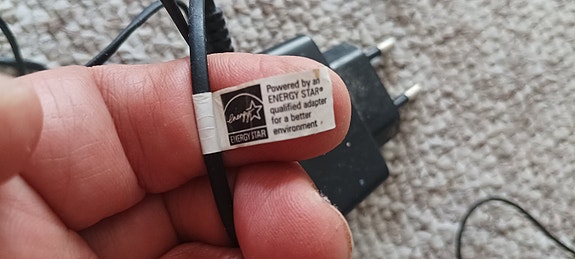 energy
ENERGY STAR
Powered by an
ENERGY STAR®
qualified adapter
for a better
environment.